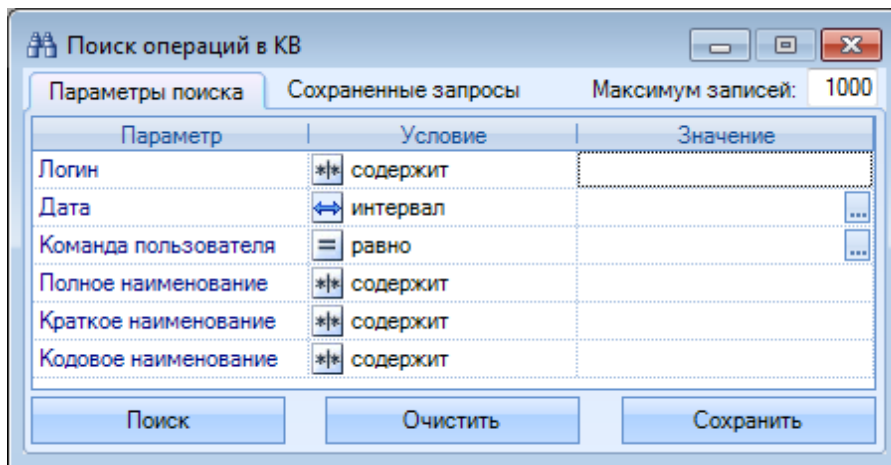 Поиск операций в КВ
Параметры поиска Сохраненные запросы Максимум записей: 1000
Параметр Условие Значение
Логин *|* содержит
Дата интервал ...
Команда пользователя = равно ...
Полное наименование *|* содержит
Краткое наименование *|* содержит
Кодовое наименование *|* содержит
Поиск Очистить Сохранить